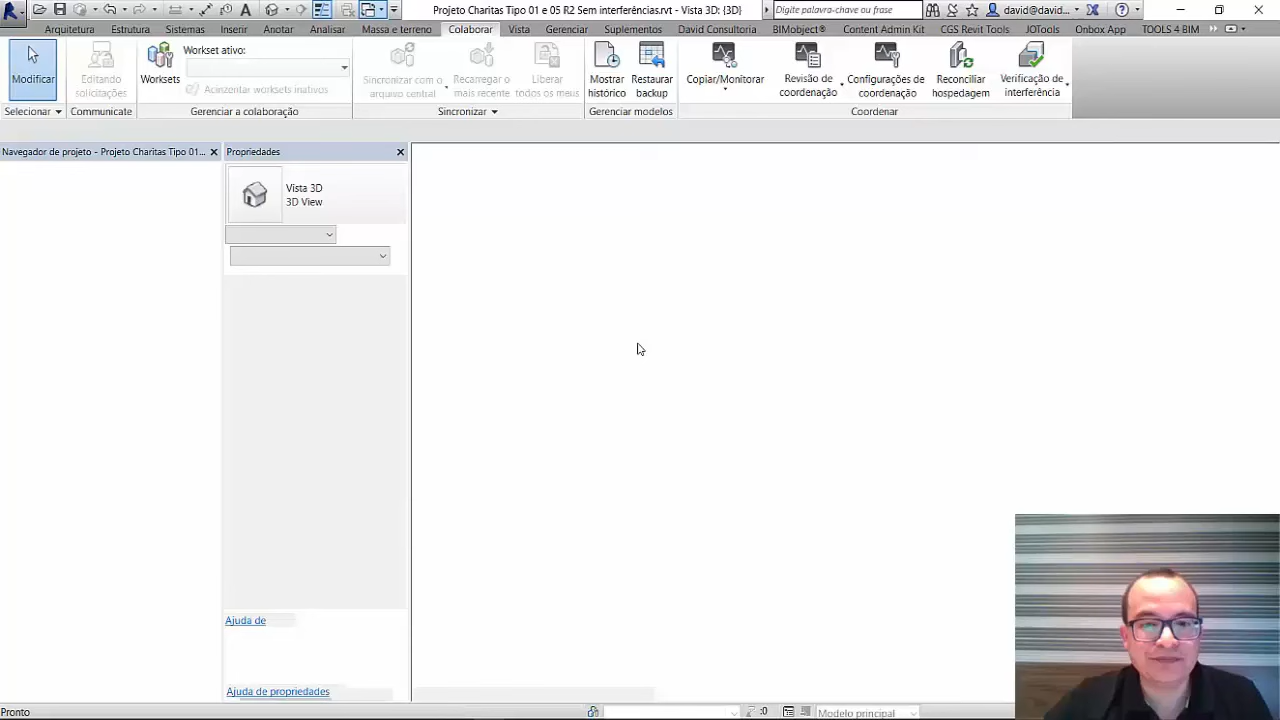 Projeto Charitas Tipo 01 e 05 R2 Sem interferências.rvt - Vista 3D: {3D}
Digite palavra-chave ou frase
david@david...
Arquitetura Estrutura Sistemas Inserir Anotar Analisar Massa e terreno Colaborar Vista Gerenciar Suplementos David Consultoria BIMobject® Content Admin Kit CGS Revit Tools JOTools Onbox App TOOLS 4 BIM
Modificar
Editando
solicitações
Worksets
Workset ativo:
Acinzentar worksets inativos
Sincronizar com o
arquivo central
Recarregar o
mais recente
Liberar
todos os meus
Mostrar
histórico
Restaurar
backup
Copiar/Monitorar
Revisão de
coordenação
Configurações de
coordenação
Reconciliar
hospedagem
Verificação de
interferência
Selecionar Communicate Gerenciar a colaboração Sincronizar Gerenciar modelos Coordenar
Navegador de projeto - Projeto Charitas Tipo 01...
Propriedades
Vista 3D
3D View
Ajuda de
Ajuda de propriedades
Pronto
:0
Modelo principal